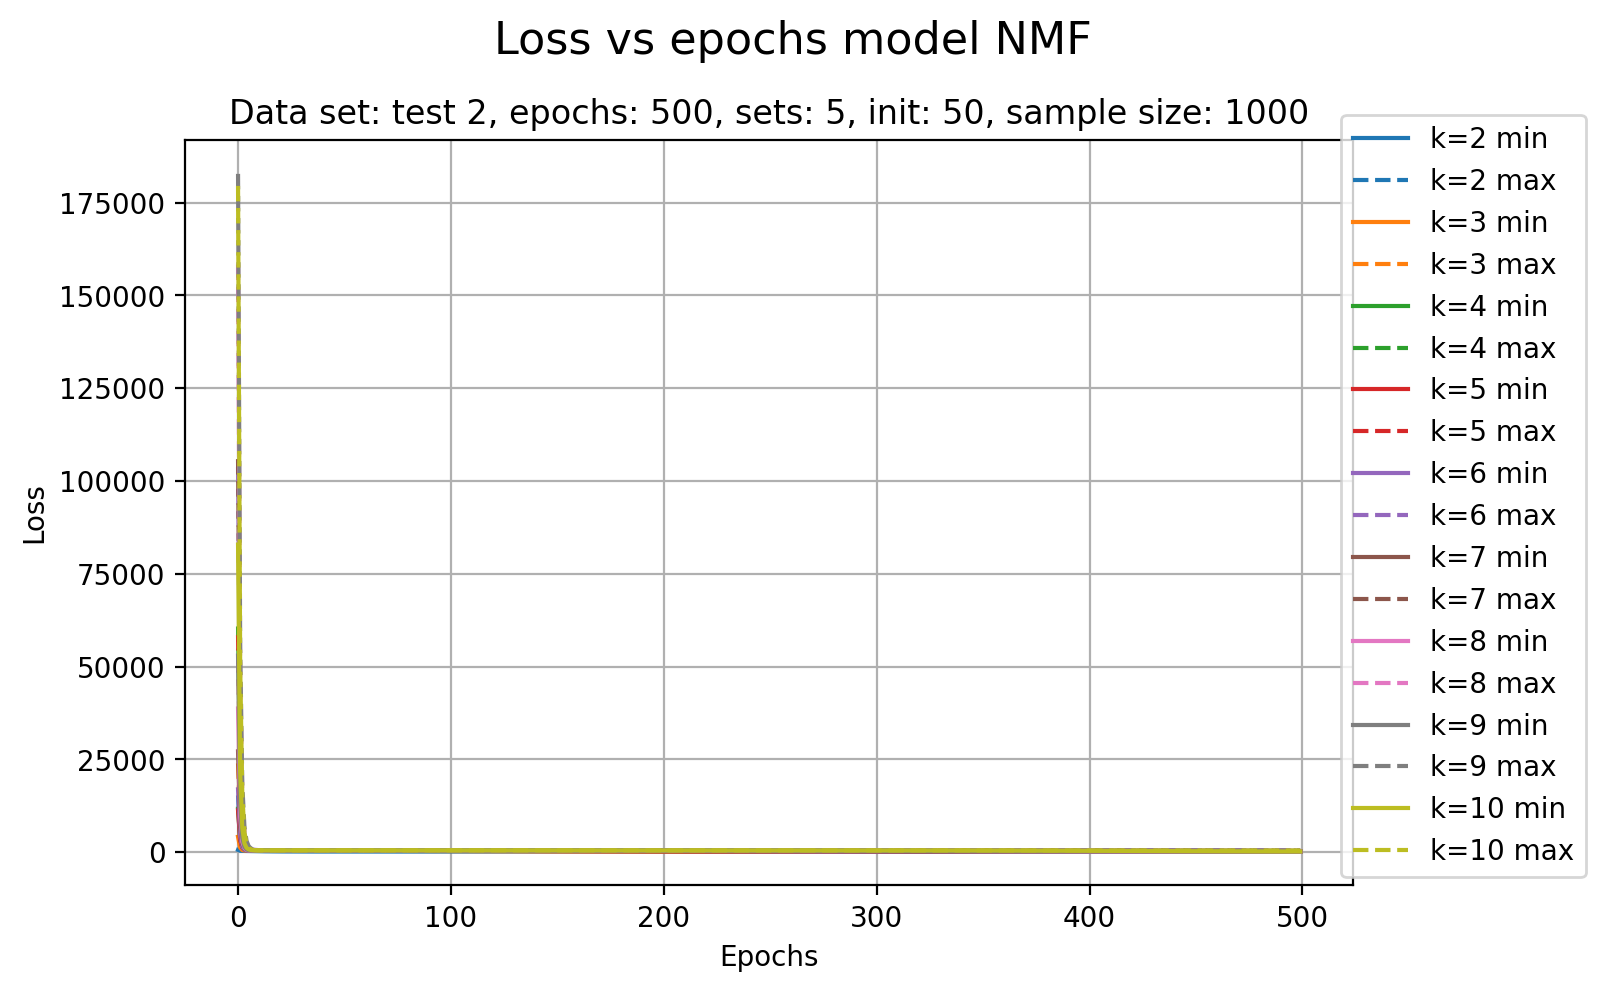 Loss vs epochs model NMF
Data set: test 2, epochs: 500, sets: 5, init: 50, sample size: 1000
175000
150000
125000
100000
75000
50000
25000
0
Loss
0 100 200 300 400 500
Epochs
k=2 min
k=2 max
k=3 min
k=3 max
k=4 min
k=4 max
k=5 min
k=5 max
k=6 min
k=6 max
k=7 min
k=7 max
k=8 min
k=8 max
k=9 min
k=9 max
k=10 min
k=10 max